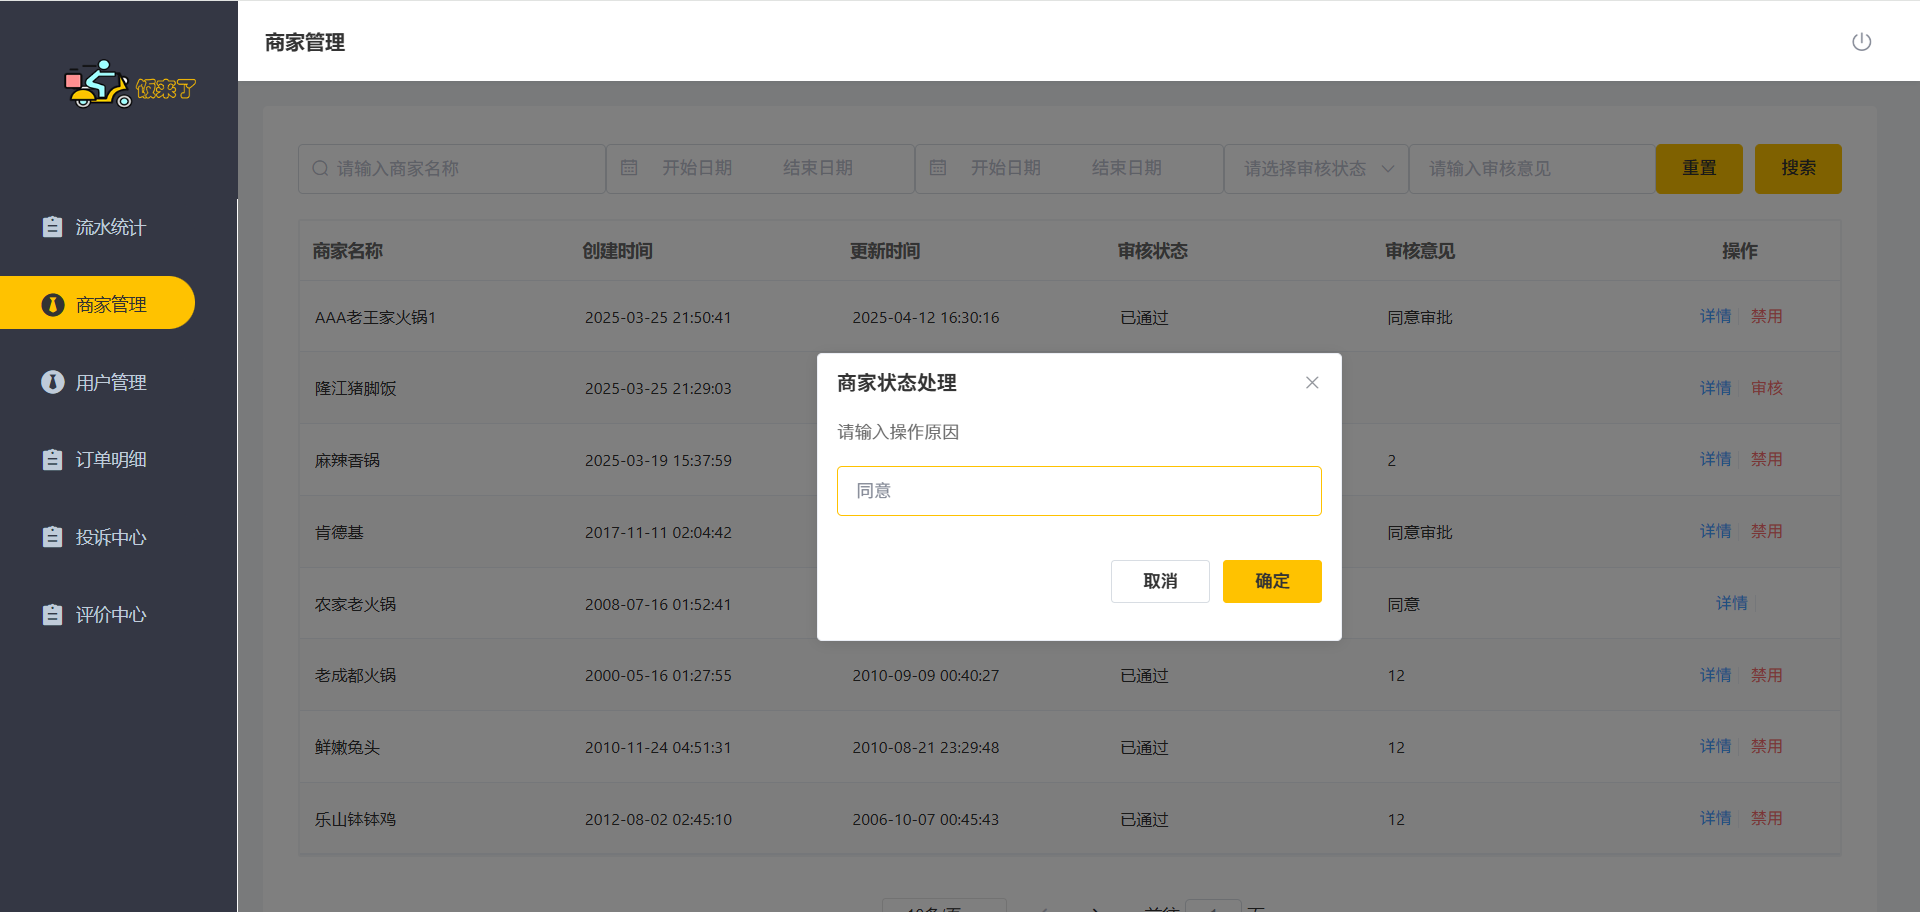 商家管理
饭来了
流水统计
商家管理
用户管理
订单明细
投诉中心
评价中心
请输入商家名称 开始日期 结束日期 开始日期 结束日期 请选择审核状态 请输入审核意见 重置 搜索
商家名称 创建时间 更新时间 审核状态 审核意见 操作
AAA老王家火锅1 2025-03-25 21:50:41 2025-04-12 16:30:16 已通过 同意审批 详情 禁用
隆江猪脚饭 2025-03-25 21:29:03 详情 审核
麻辣香锅 2025-03-19 15:37:59 2 详情 禁用
肯德基 2017-11-11 02:04:42 同意审批 详情 禁用
农家老火锅 2008-07-16 01:52:41 同意 详情
老成都火锅 2000-05-16 01:27:55 2010-09-09 00:40:27 已通过 12 详情 禁用
鲜嫩兔头 2010-11-24 04:51:31 2010-08-21 23:29:48 已通过 12 详情 禁用
乐山钵钵鸡 2012-08-02 02:45:10 2006-10-07 00:45:43 已通过 12 详情 禁用
商家状态处理
请输入操作原因
同意
取消 确定